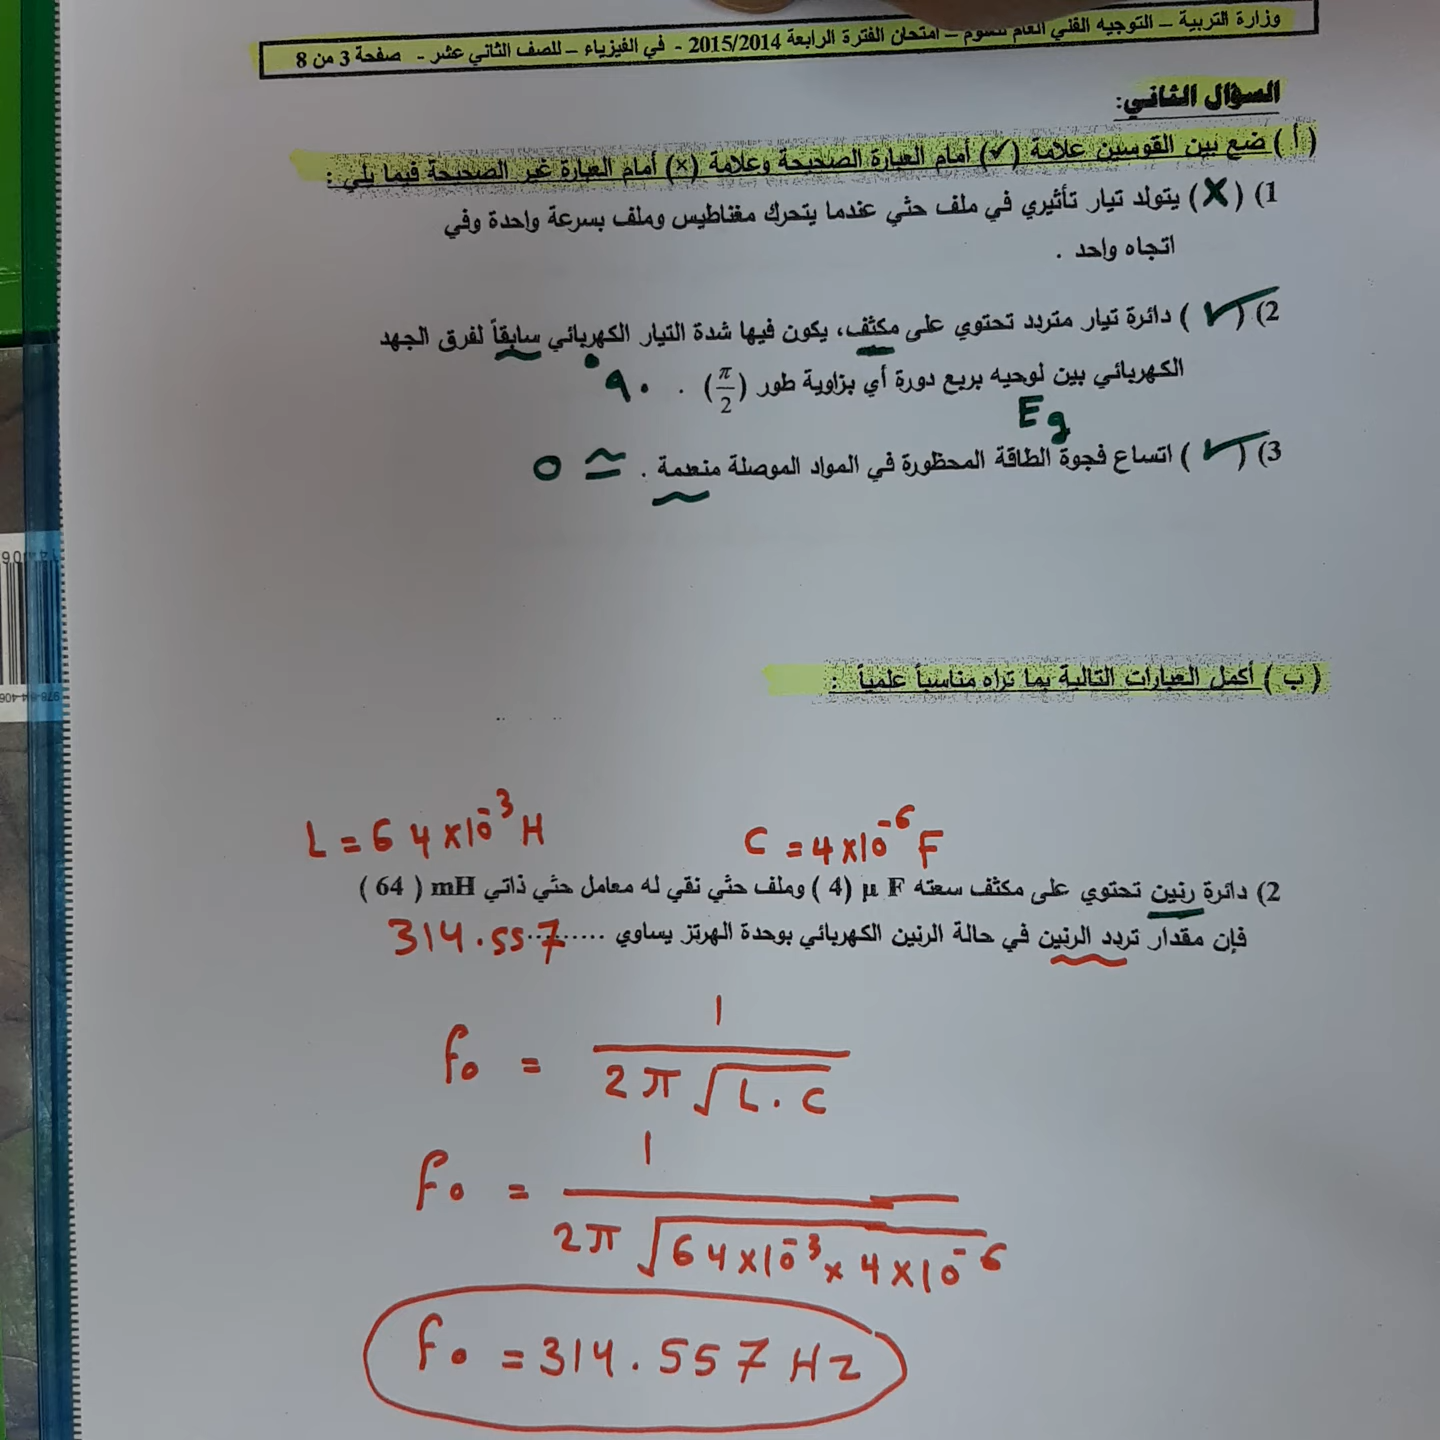 وزارة التربية – التوجيه الفني العام للعلوم – امتحان الفترة الرابعة 2015/2014 - في الفيزياء – للصف الثاني عشر - صفحة 3 من 8
السؤال الثاني:
( أ ) ضع بين القوسين علامة (✓) أمام العبارة الصحيحة وعلامة (×) أمام العبارة غير الصحيحة فيما يلي :
1) (X) يتولد تيار تأثيري في ملف حثي عندما يتحرك مغناطيس وملف بسرعة واحدة وفي
اتجاه واحد .
2) (✓) دائرة تيار متردد تحتوي على مكثف، يكون فيها شدة التيار الكهربائي سابقاً لفرق الجهد
الكهربائي بين لوحيه بربع دورة أي بزاوية طور (π/2) . ٩٠°
Eg
3) (✓) اتساع فجوة الطاقة المحظورة في المواد الموصلة منعدمة . ≃ 0
( ب ) أكمل العبارات التالية بما تراه مناسباً علمياً :
L = 64×10⁻³ H C = 4×10⁻⁶ F
2) دائرة رنين تحتوي على مكثف سعته (4) μ F وملف حثي نقي له معامل حثي ذاتي mH ( 64 )
فإن مقدار تردد الرنين في حالة الرنين الكهربائي بوحدة الهرتز يساوي ......... 314.557
f₀ = 1 / 2π√L.C
f₀ = 1 / 2π√64×10⁻³×4×10⁻⁶
f₀ = 314.557 Hz